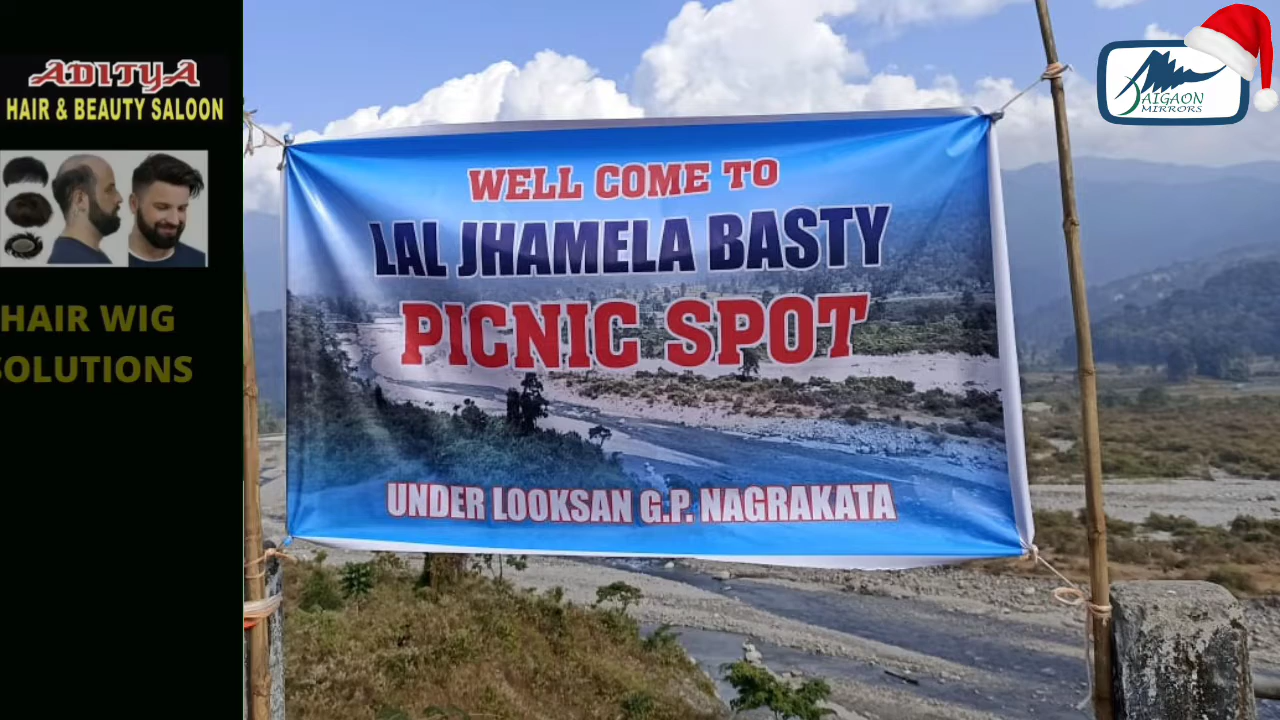 ADITYA
HAIR & BEAUTY SALOON
HAIR WIG
SOLUTIONS
WELL COME TO
LAL JHAMELA BASTY
PICNIC SPOT
UNDER LOOKSAN G.P. NAGRAKATA
JAIGAON
MIRRORS